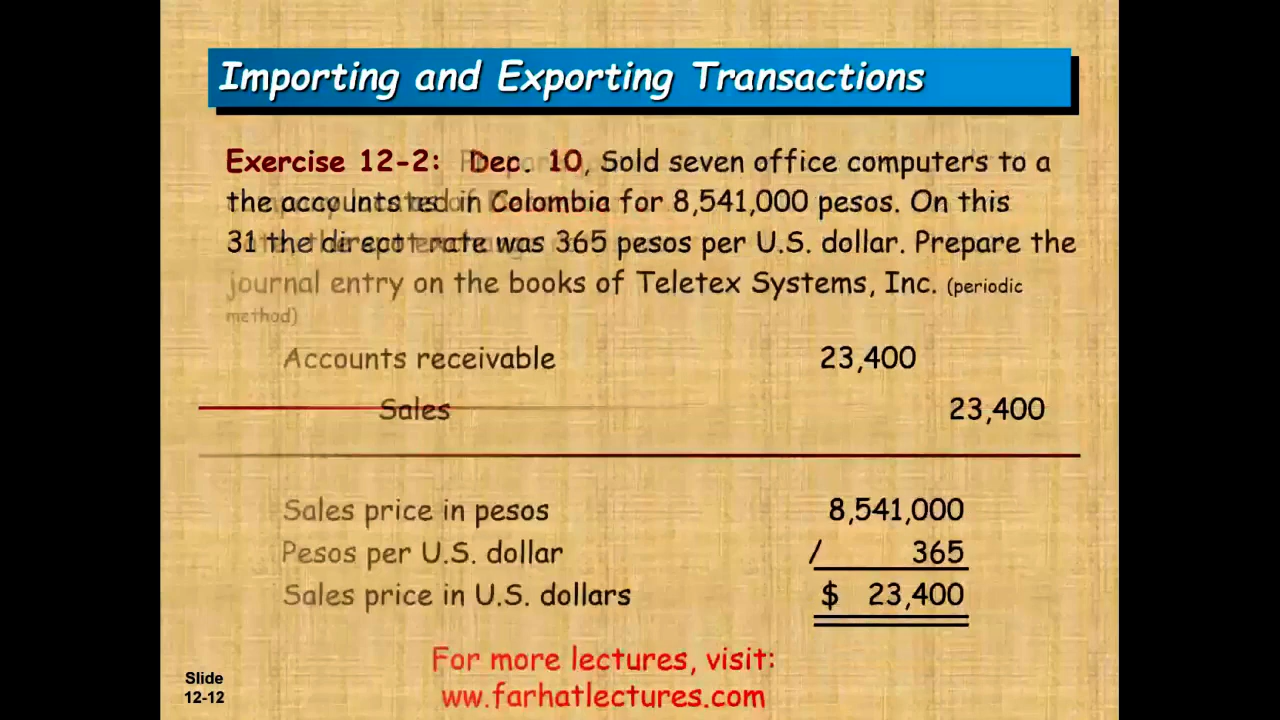 Importing and Exporting Transactions
Exercise 12-2: Dec. 10, Sold seven office computers to a
in Colombia for 8,541,000 pesos. On this
rate was 365 pesos per U.S. dollar. Prepare the
journal entry on the books of Teletex Systems, Inc. (periodic
method)
Accounts receivable 23,400
Sales 23,400
Sales price in pesos 8,541,000
Pesos per U.S. dollar / 365
Sales price in U.S. dollars $ 23,400
For more lectures, visit:
ww.farhatlectures.com
Slide
12-12